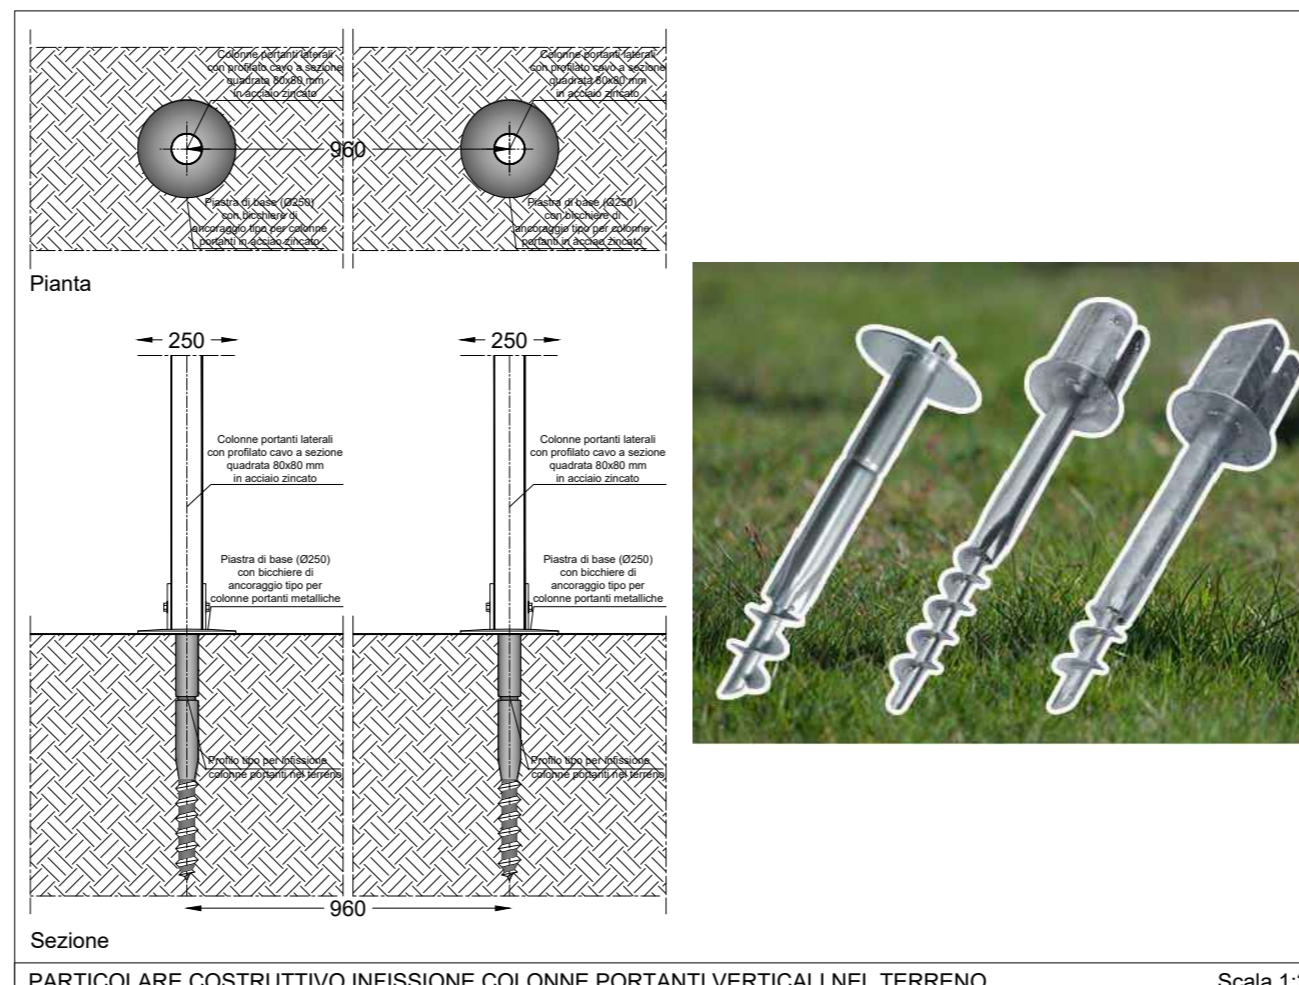 Colonne portanti laterali
con profilato cavo a sezione
quadrata 80x80 mm
in acciaio zincato
Colonne portanti laterali
con profilato cavo a sezione
quadrata 80x80 mm
in acciaio zincato
960
Piastra di base (Ø250)
con bicchiere di
ancoraggio tipo per colonne
portanti in acciao zincato
Piastra di base (Ø250)
con bicchiere di
ancoraggio tipo per colonne
portanti in acciao zincato
Pianta
250
250
Colonne portanti laterali
con profilato cavo a sezione
quadrata 80x80 mm
in acciaio zincato
Colonne portanti laterali
con profilato cavo a sezione
quadrata 80x80 mm
in acciaio zincato
Piastra di base (Ø250)
con bicchiere di
ancoraggio tipo per
colonne portanti metalliche
Piastra di base (Ø250)
con bicchiere di
ancoraggio tipo per
colonne portanti metalliche
Profilo tipo per infissione
colonne portanti nel terreno
Profilo tipo per infissione
colonne portanti nel terreno
960
Sezione
PARTICOLARE COSTRUTTIVO INFISSIONE COLONNE PORTANTI VERTICALI NEL TERRENO
Scala